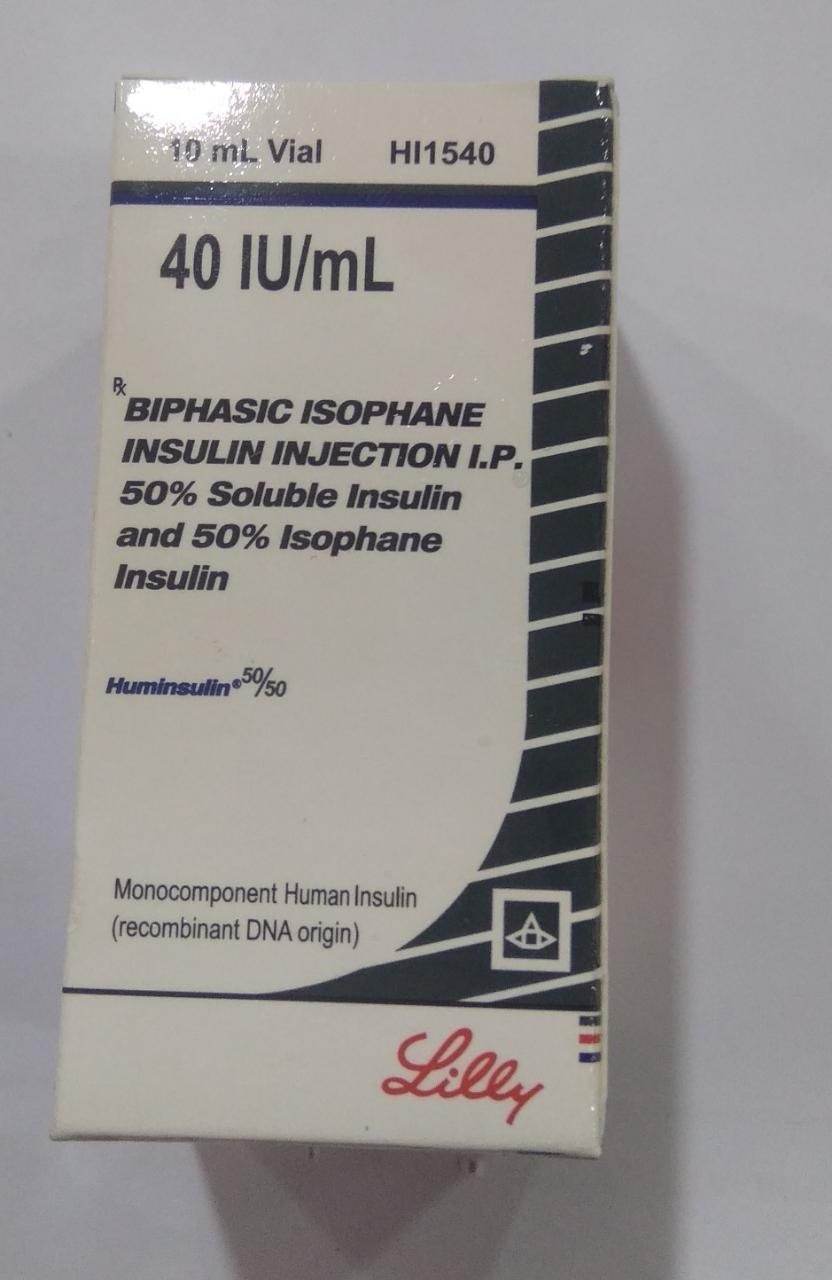 10 mL Vial HI1540
40 IU/mL
℞
BIPHASIC ISOPHANE
INSULIN INJECTION I.P.
50% Soluble Insulin
and 50% Isophane
Insulin
Huminsulin® 50/50
Monocomponent Human Insulin
(recombinant DNA origin)
Lilly